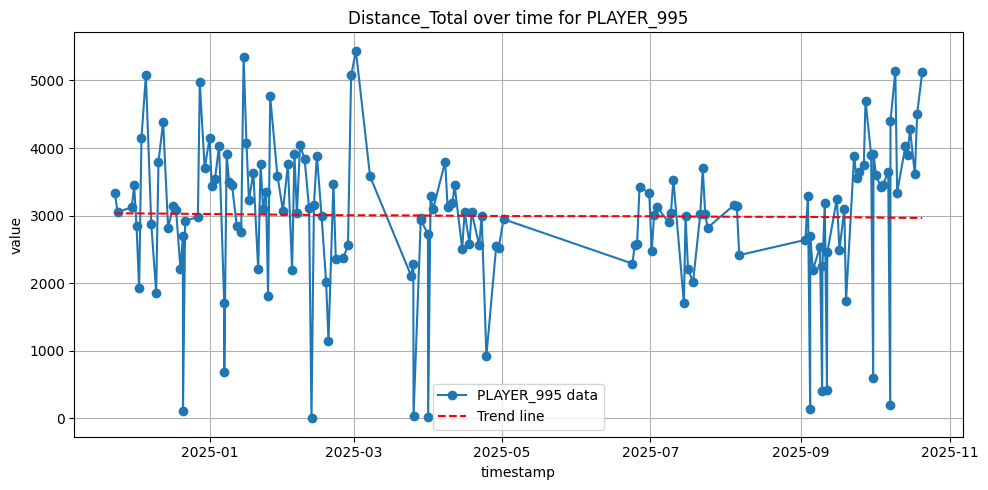 Distance_Total over time for PLAYER_995
value
5000
4000
3000
2000
1000
0
PLAYER_995 data
Trend line
2025-01
2025-03
2025-05
2025-07
2025-09
2025-11
timestamp